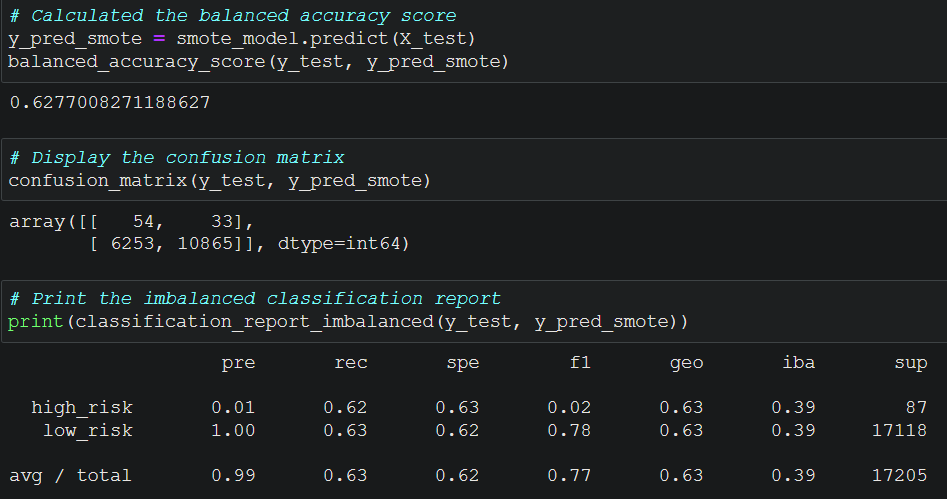 # Calculated the balanced accuracy score
y_pred_smote = smote_model.predict(X_test)
balanced_accuracy_score(y_test, y_pred_smote)
0.6277008271188627
# Display the confusion matrix
confusion_matrix(y_test, y_pred_smote)
array([[   54,    33],
       [ 6253, 10865]], dtype=int64)
# Print the imbalanced classification report
print(classification_report_imbalanced(y_test, y_pred_smote))
pre rec spe f1 geo iba sup
high_risk 0.01 0.62 0.63 0.02 0.63 0.39 87
low_risk 1.00 0.63 0.62 0.78 0.63 0.39 17118
avg / total 0.99 0.63 0.62 0.77 0.63 0.39 17205